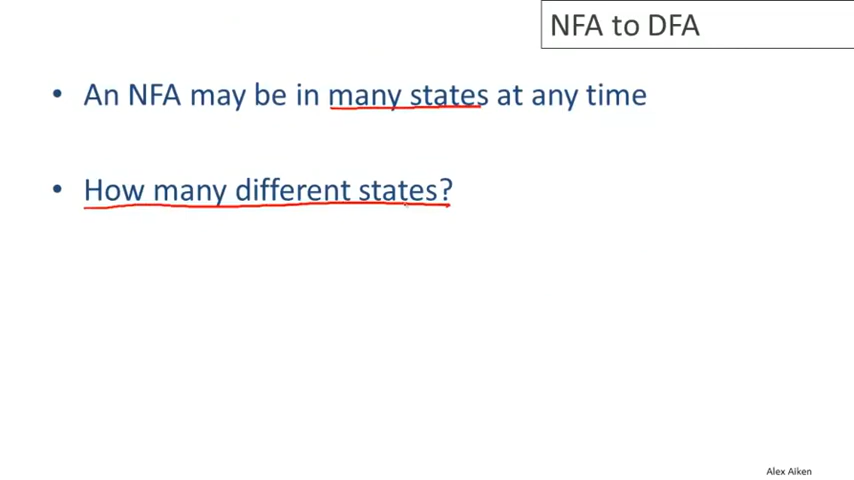 NFA to DFA
• An NFA may be in many states at any time
• How many different states?
Alex Aiken